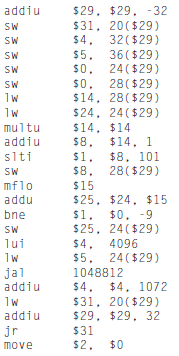 addiu $29, $29, -32
sw $31, 20($29)
sw $4, 32($29)
sw $5, 36($29)
sw $0, 24($29)
sw $0, 28($29)
lw $14, 28($29)
lw $24, 24($29)
multu $14, $14
addiu $8, $14, 1
slti $1, $8, 101
sw $8, 28($29)
mflo $15
addu $25, $24, $15
bne $1, $0, -9
sw $25, 24($29)
lui $4, 4096
lw $5, 24($29)
jal 1048812
addiu $4, $4, 1072
lw $31, 20($29)
addiu $29, $29, 32
jr $31
move $2, $0